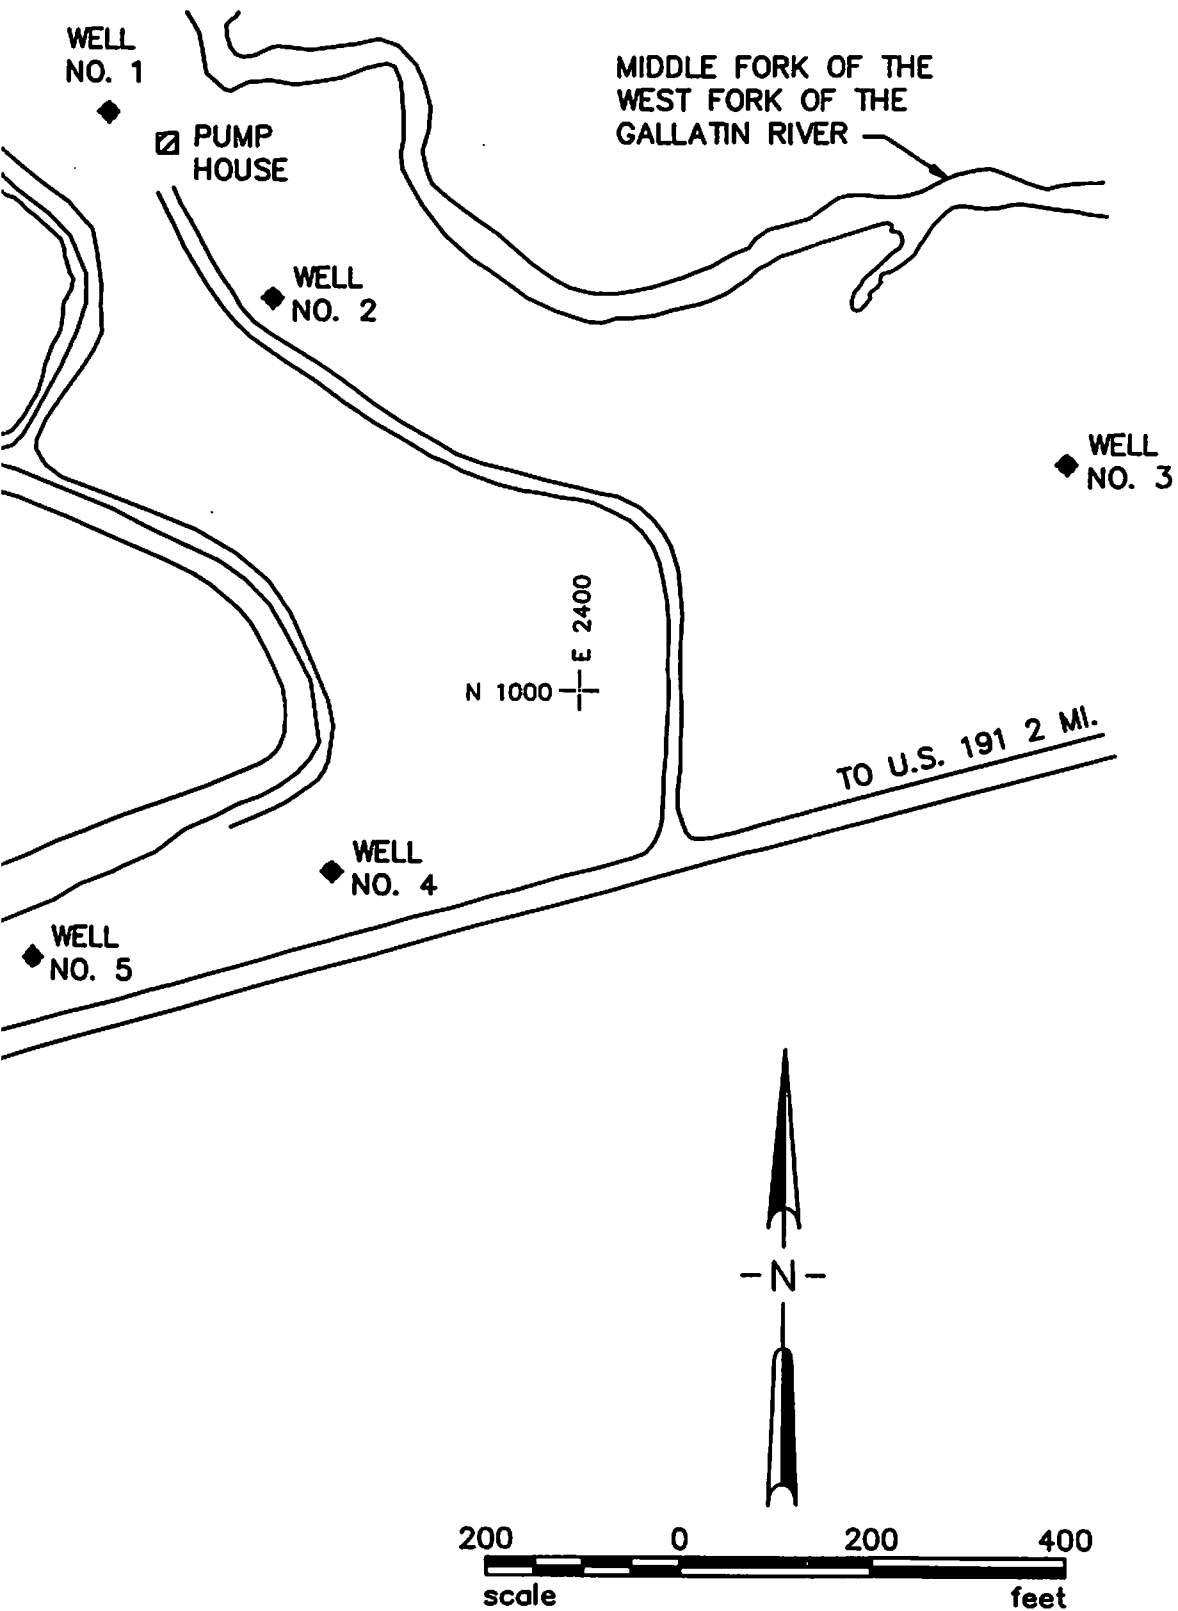 WELL
NO. 1
PUMP
HOUSE
MIDDLE FORK OF THE
WEST FORK OF THE
GALLATIN RIVER
WELL
NO. 2
WELL
NO. 3
E 2400
N 1000
TO U.S. 191 2 MI.
WELL
NO. 4
WELL
NO. 5
-N-
200 0 200 400
scale feet